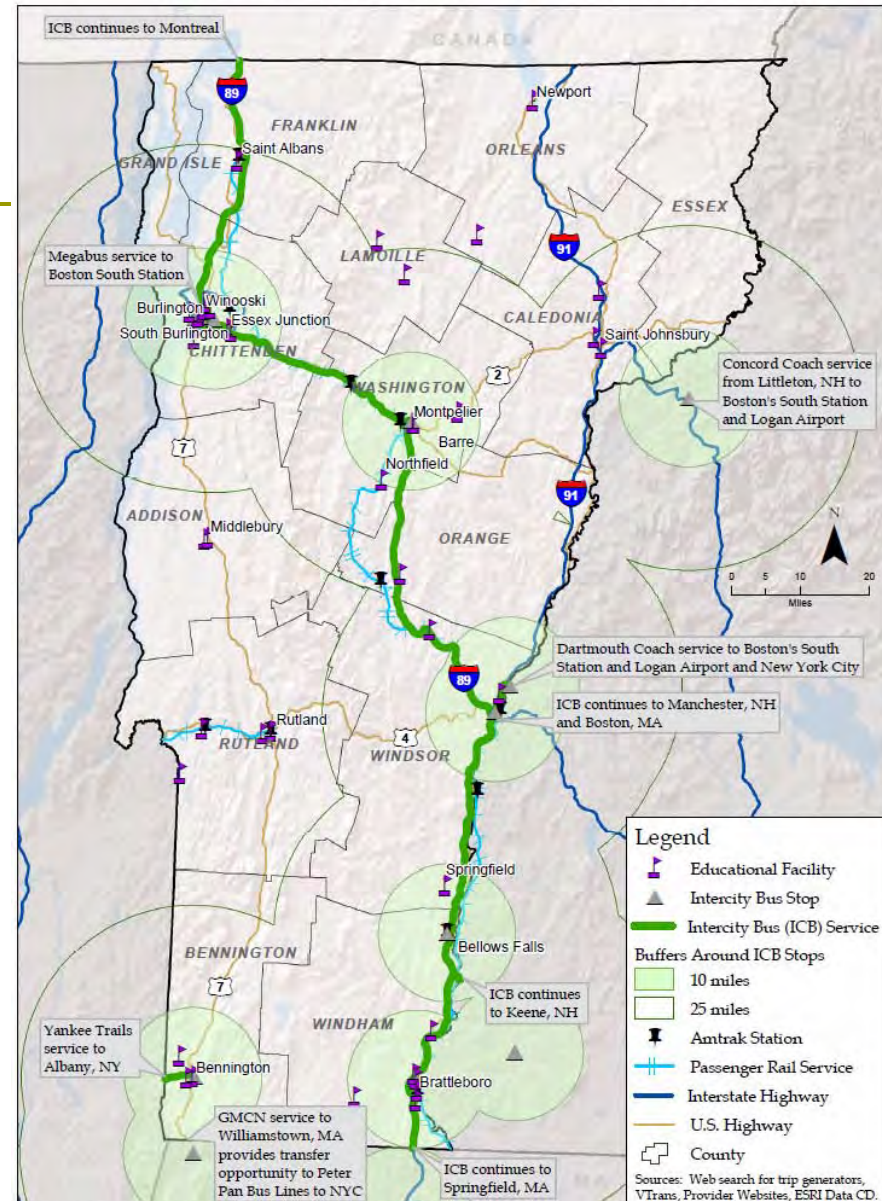 ICB continues to Montreal
CANADA
89
FRANKLIN
Newport
Saint Albans
ORLEANS
GRAND ISLE
ESSEX
91
LAMOILLE
Megabus service to
Boston South Station
Winooski
Burlington
Essex Junction
South Burlington
CHITTENDEN
CALEDONIA
Saint Johnsbury
WASHINGTON
2
Concord Coach service
from Littleton, NH to
Boston's South Station
and Logan Airport
Montpelier
Barre
7
Northfield
91
ADDISON
Middlebury
ORANGE
N
0 5 10 20
Miles
Dartmouth Coach service to Boston's South
Station and Logan Airport and New York City
89
ICB continues to Manchester, NH
and Boston, MA
Rutland
RUTLAND
4
WINDSOR
Springfield
Bellows Falls
BENNINGTON
7
ICB continues
to Keene, NH
WINDHAM
Yankee Trails
service to
Albany, NY
Bennington
Brattleboro
GMCN service to
Williamstown, MA
provides transfer
opportunity to Peter
Pan Bus Lines to NYC
ICB continues to
Springfield, MA
Legend
Educational Facility
Intercity Bus Stop
Intercity Bus (ICB) Service
Buffers Around ICB Stops
10 miles
25 miles
Amtrak Station
Passenger Rail Service
Interstate Highway
U.S. Highway
County
Sources: Web search for trip generators,
VTrans, Provider Websites, ESRI Data CD